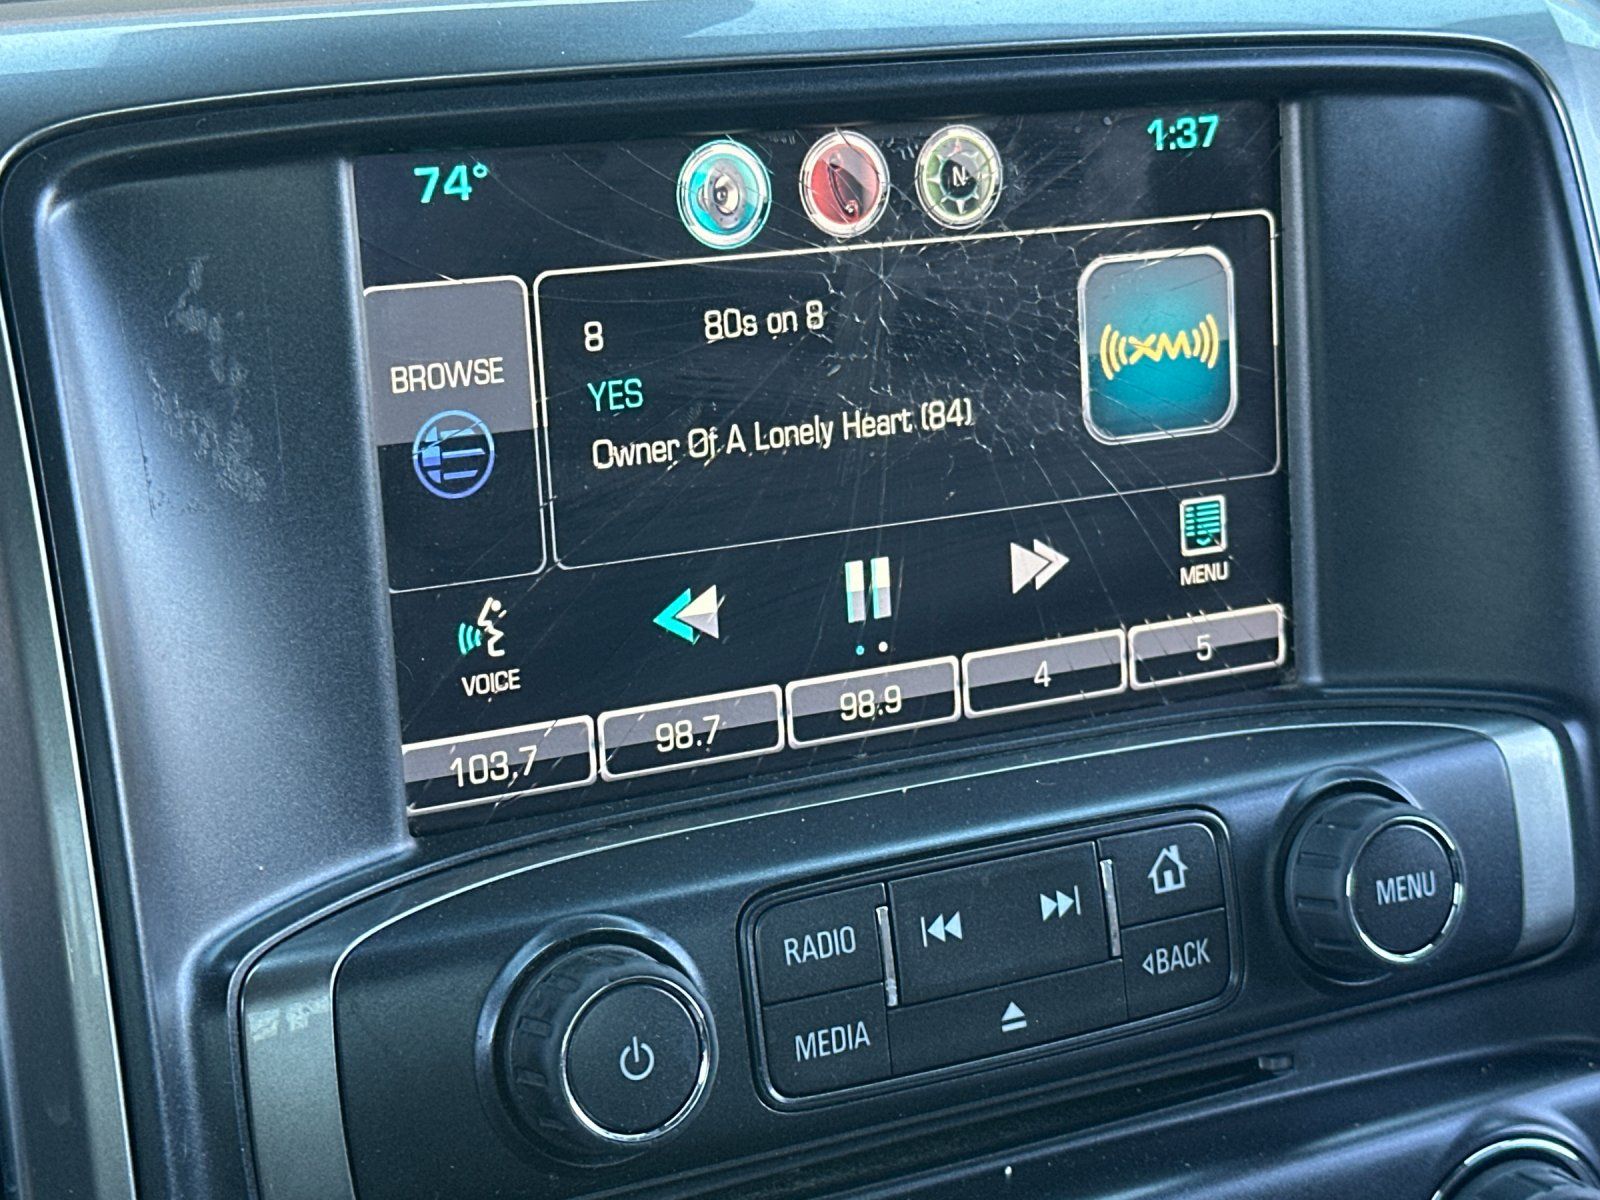 74°
N
1:37
BROWSE
8 80s on 8
YES
Owner Of A Lonely Heart (84)
XM
VOICE
MENU
103.7 98.7 98.9 4 5
RADIO
MEDIA
BACK
MENU